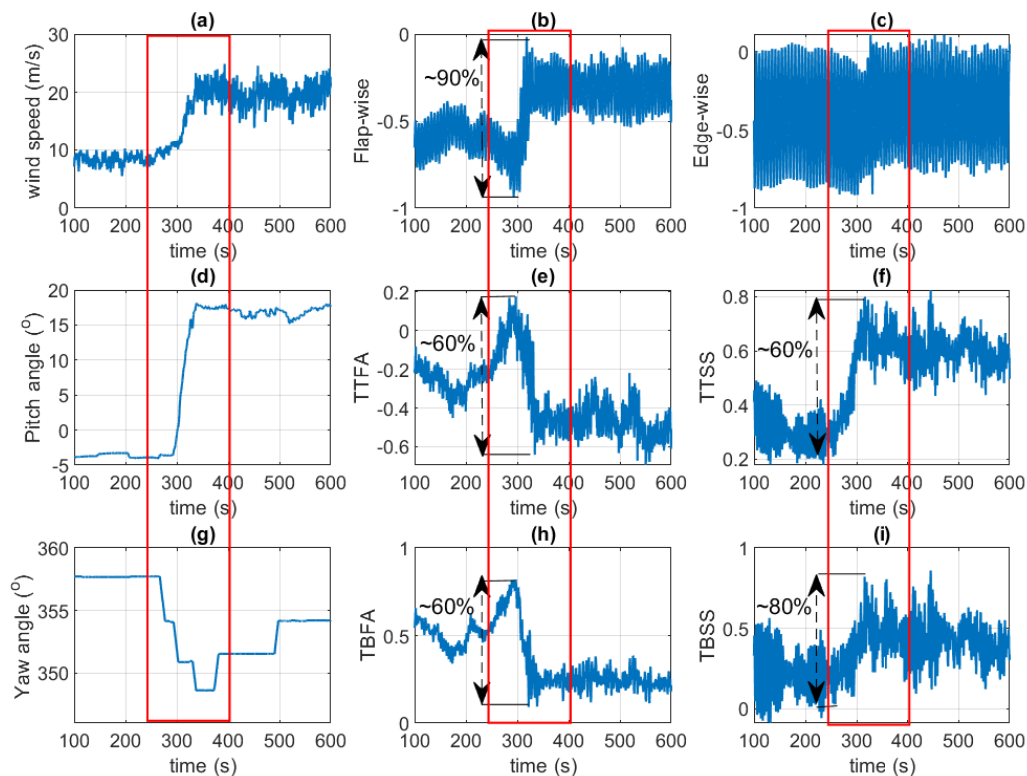 (a)
wind speed (m/s)
30
20
10
0
100 200 300 400 500 600
time (s)
(b)
Flap-wise
0
-0.5
-1
~90%
100 200 300 400 500 600
time (s)
(c)
Edge-wise
0
-0.5
-1
100 200 300 400 500 600
time (s)
(d)
Pitch angle (°)
20
15
10
5
0
-5
100 200 300 400 500 600
time (s)
(e)
TTFA
0.2
0
-0.2
-0.4
-0.6
~60%
100 200 300 400 500 600
time (s)
(f)
TTSS
0.8
0.6
0.4
0.2
~60%
100 200 300 400 500 600
time (s)
(g)
Yaw angle (°)
360
355
350
100 200 300 400 500 600
time (s)
(h)
TBFA
1
0.5
0
~60%
100 200 300 400 500 600
time (s)
(i)
TBSS
1
0.5
0
~80%
100 200 300 400 500 600
time (s)